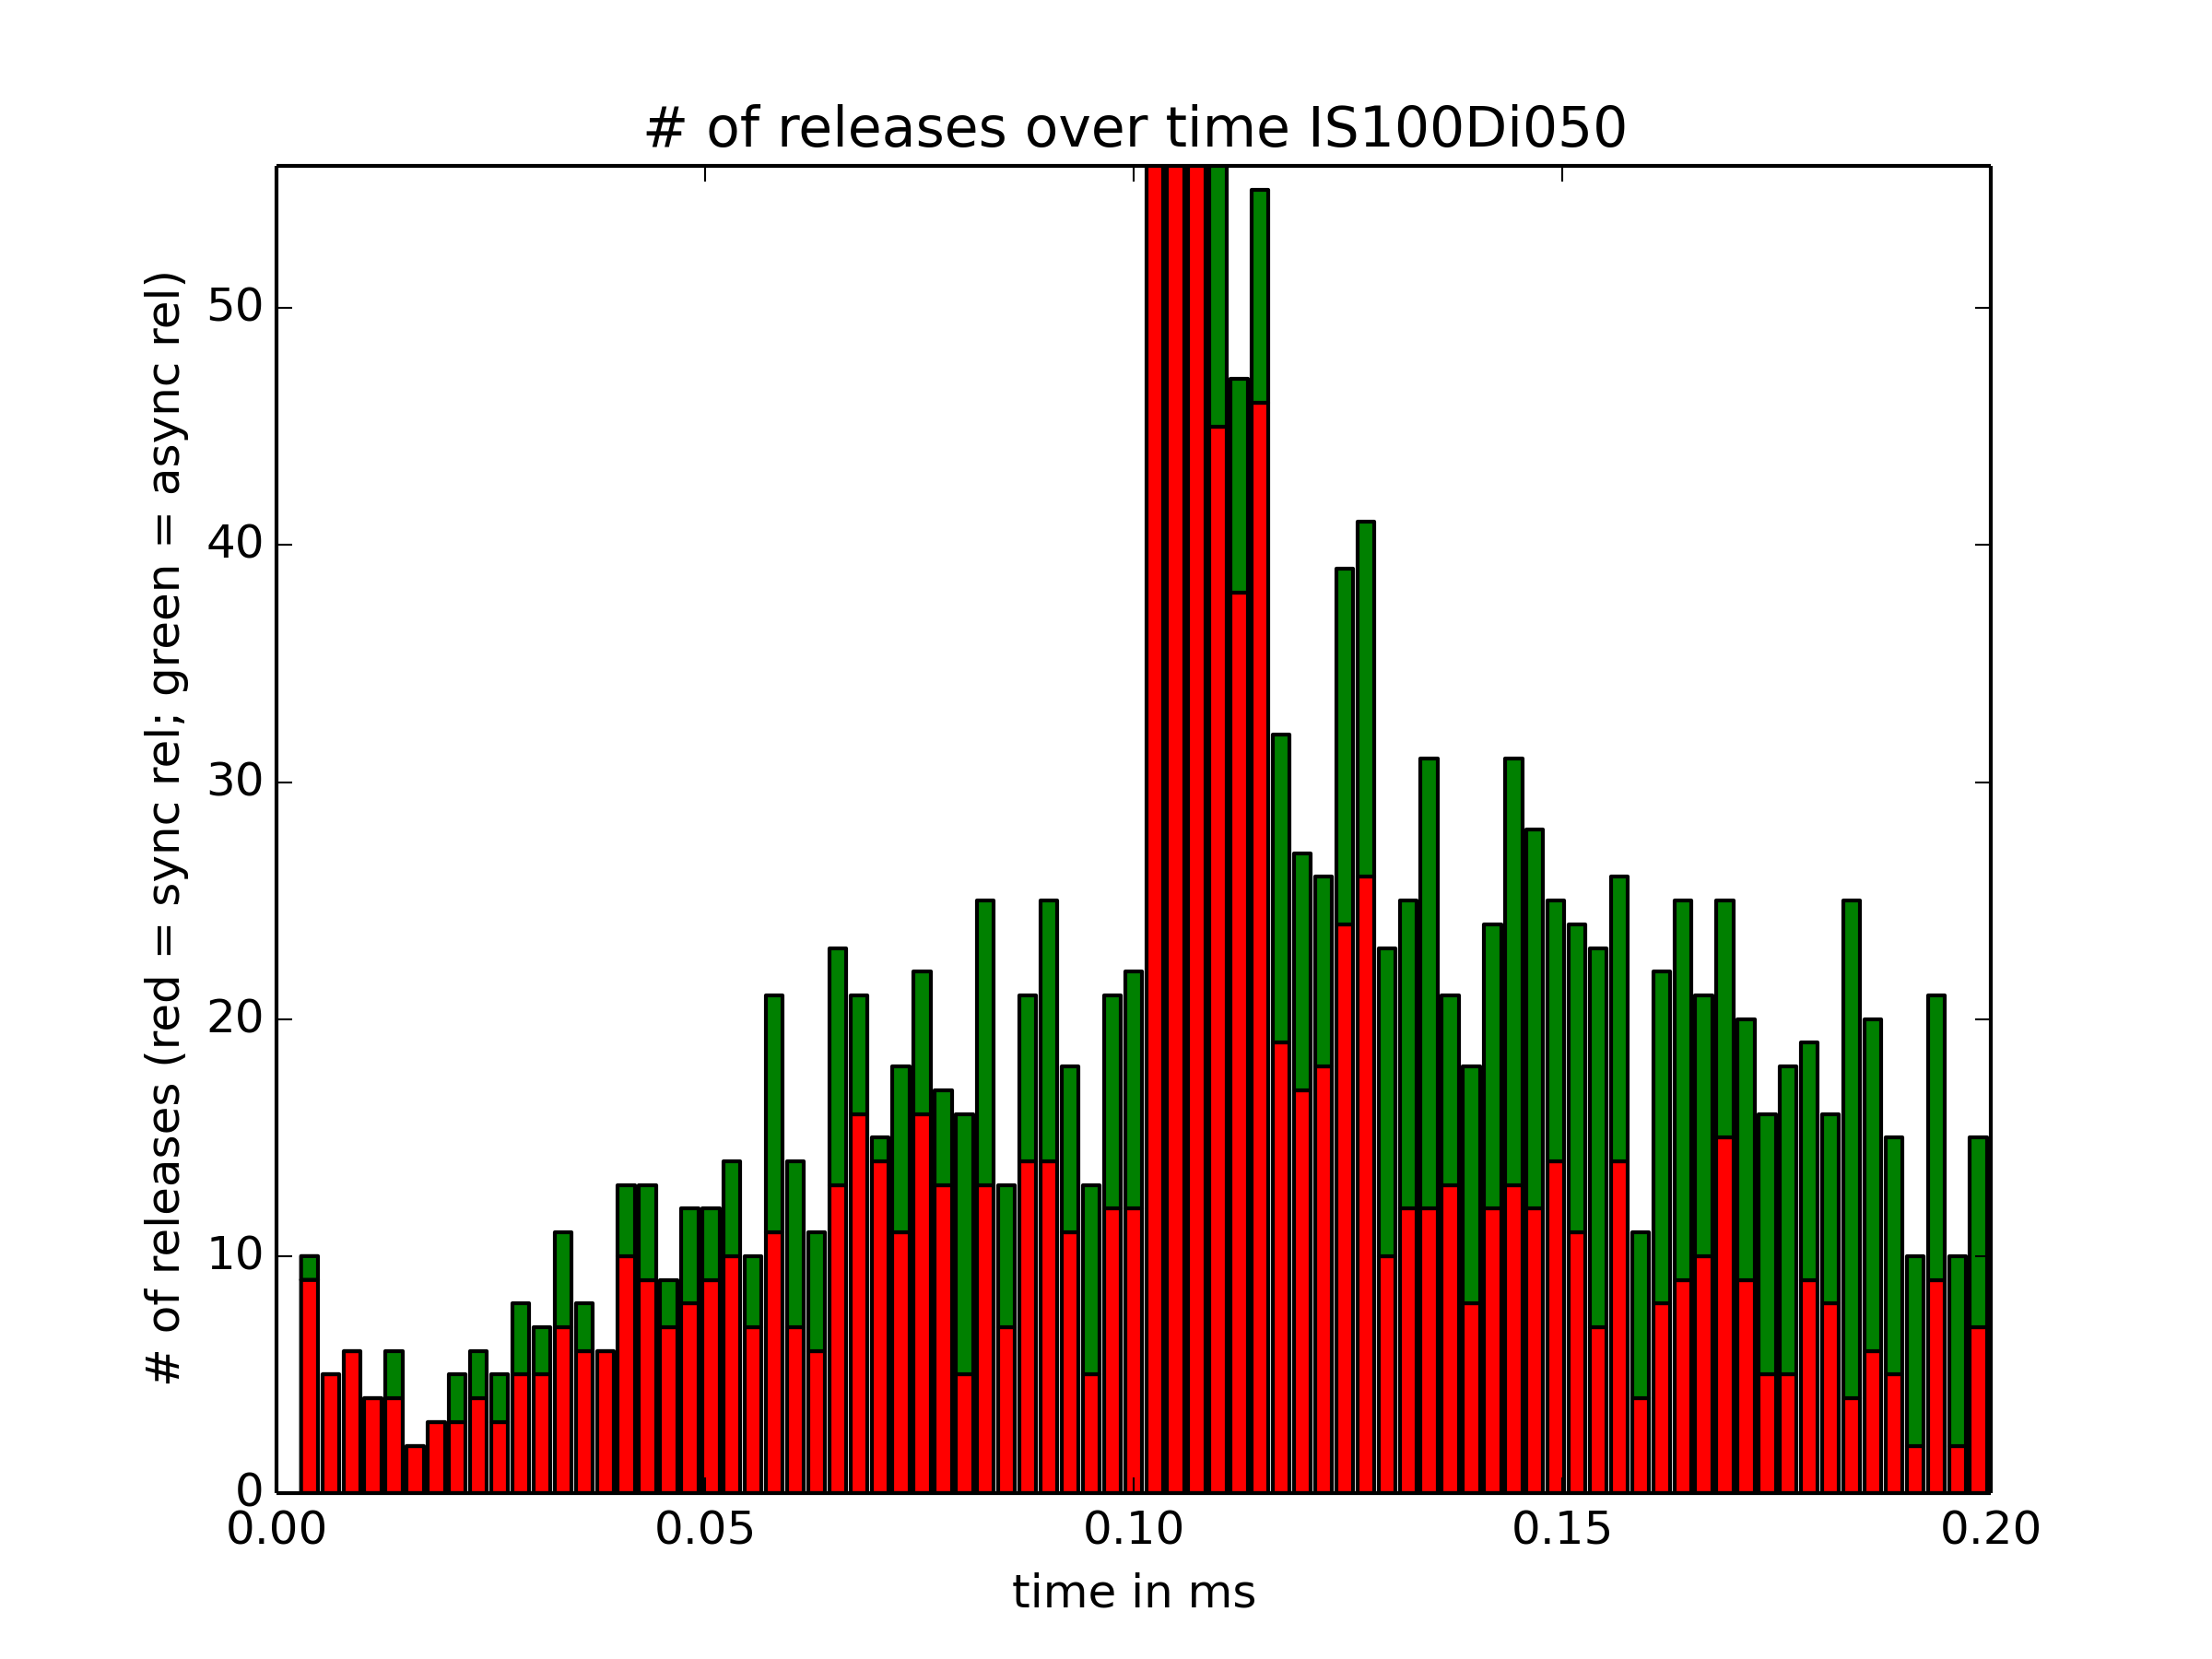 # of releases over time IS100Di050
# of releases (red = sync rel; green = async rel)
50
40
30
20
10
0
0.00 0.05 0.10 0.15 0.20
time in ms